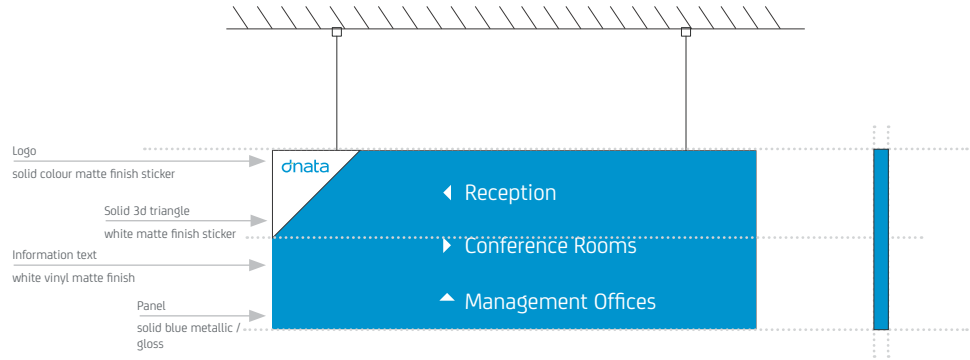 Logo
solid colour matte finish sticker
Solid 3d triangle
white matte finish sticker
Information text
white vinyl matte finish
Panel
solid blue metallic /
gloss
dnata
Reception
Conference Rooms
Management Offices